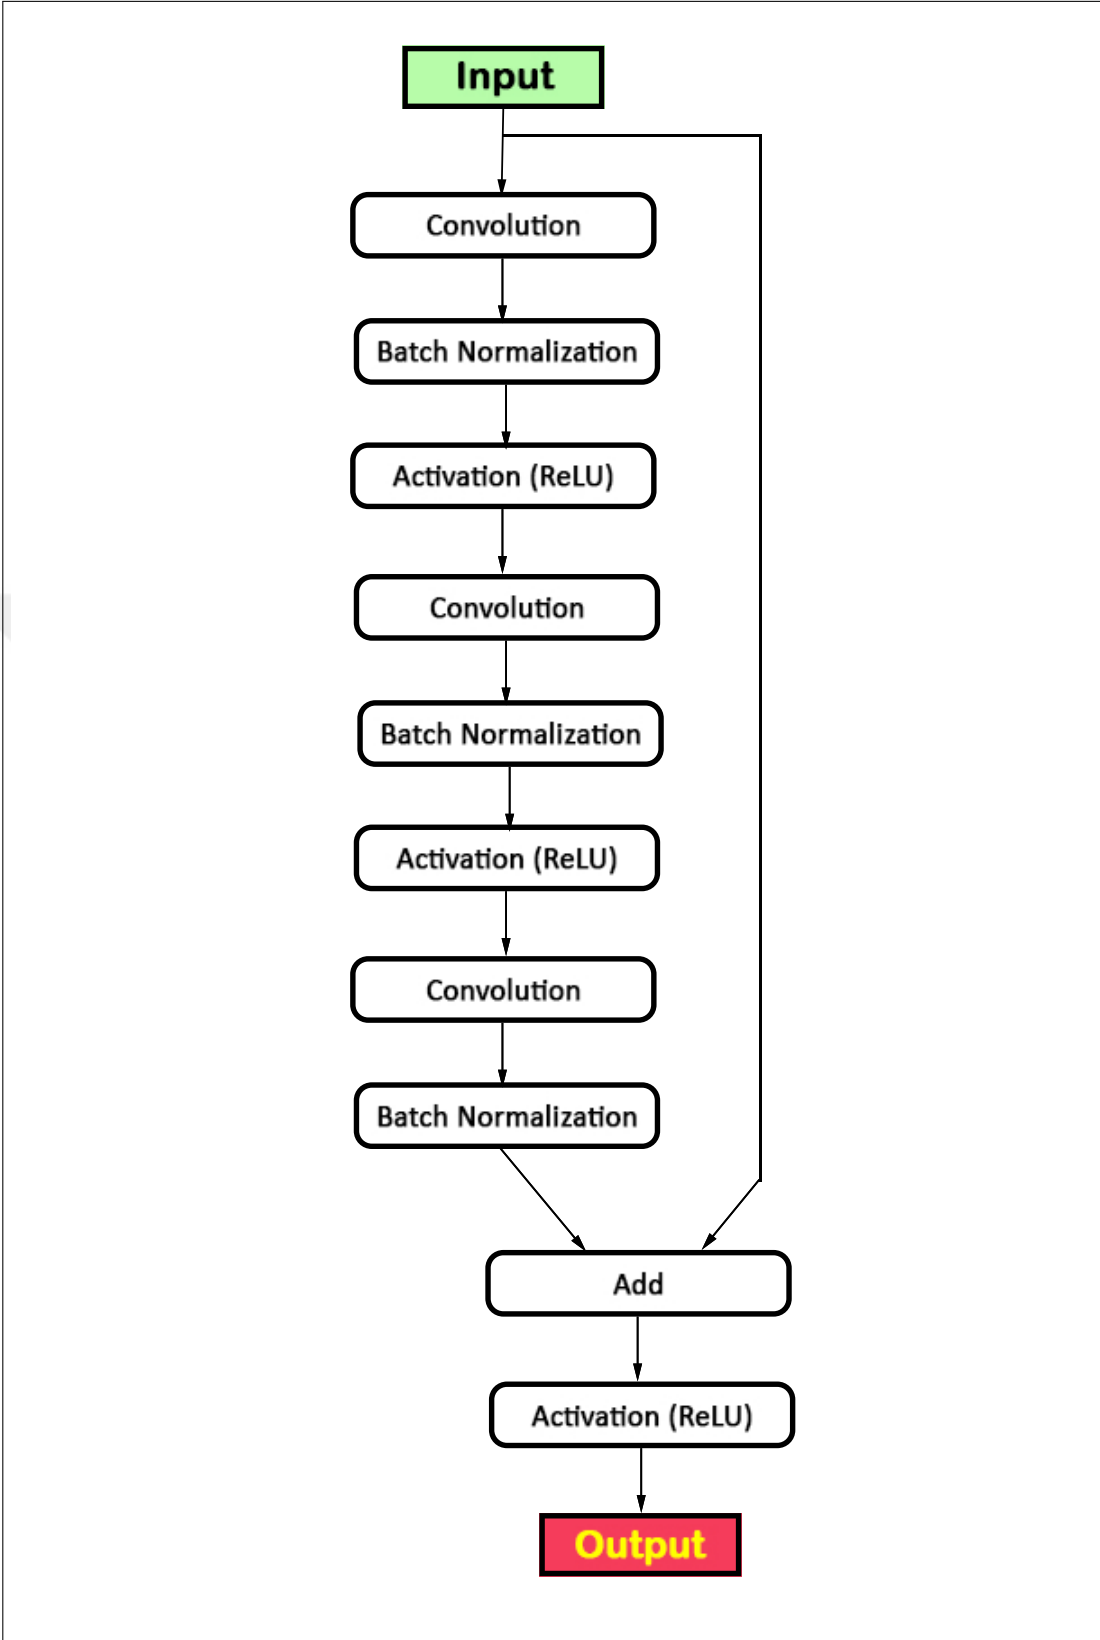 Input
Convolution
Batch Normalization
Activation (ReLU)
Convolution
Batch Normalization
Activation (ReLU)
Convolution
Batch Normalization
Add
Activation (ReLU)
Output